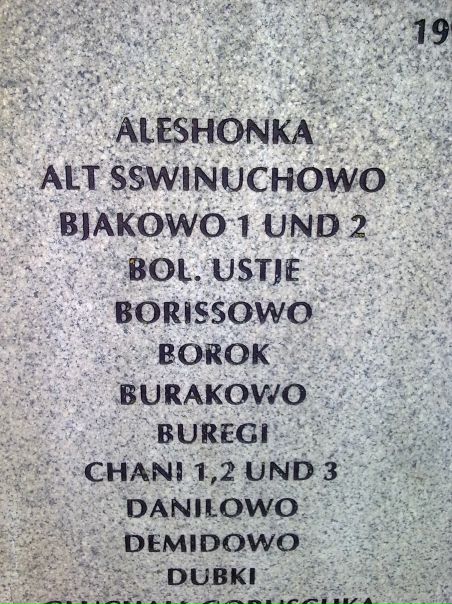 19
ALESHONKA
ALT SSWINUCHOWO
BJAKOWO 1 UND 2
BOL. USTJE
BORISSOWO
BOROK
BURAKOWO
BUREGI
CHANI 1,2 UND 3
DANILOWO
DEMIDOWO
DUBKI